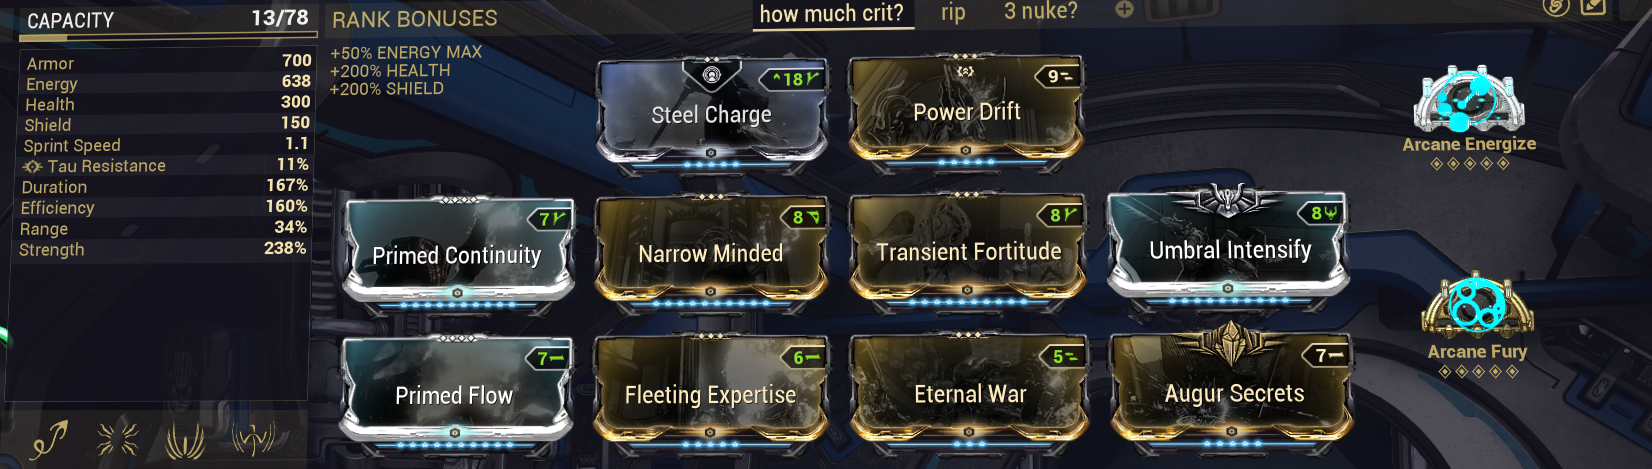 CAPACITY 13/78
RANK BONUSES
how much crit?
rip
3 nuke?
+50% ENERGY MAX
+200% HEALTH
+200% SHIELD
Armor 700
Energy 638
Health 300
Shield 150
Sprint Speed 1.1
Tau Resistance 11%
Duration 167%
Efficiency 160%
Range 34%
Strength 238%
18
Steel Charge
9
Power Drift
Arcane Energize
7
Primed Continuity
8
Narrow Minded
8
Transient Fortitude
8
Umbral Intensify
7
Primed Flow
6
Fleeting Expertise
5
Eternal War
7
Augur Secrets
Arcane Fury